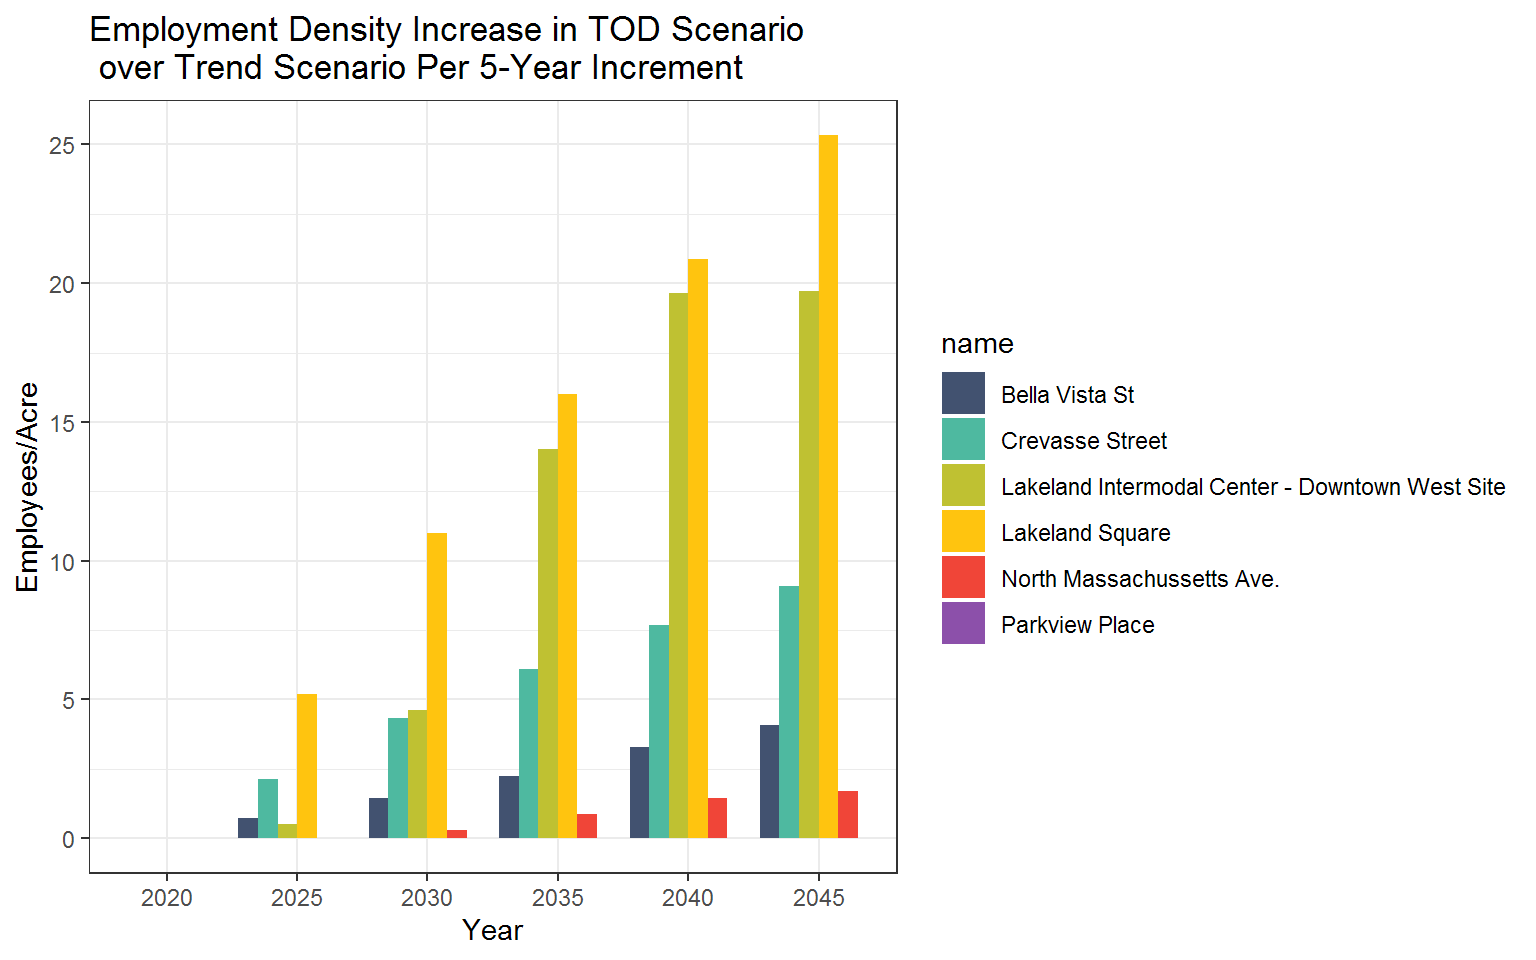 Employment Density Increase in TOD Scenario
over Trend Scenario Per 5-Year Increment
Employees/Acre
25
20
15
10
5
0
2020 2025 2030 2035 2040 2045
Year
name
Bella Vista St
Crevasse Street
Lakeland Intermodal Center - Downtown West Site
Lakeland Square
North Massachussetts Ave.
Parkview Place